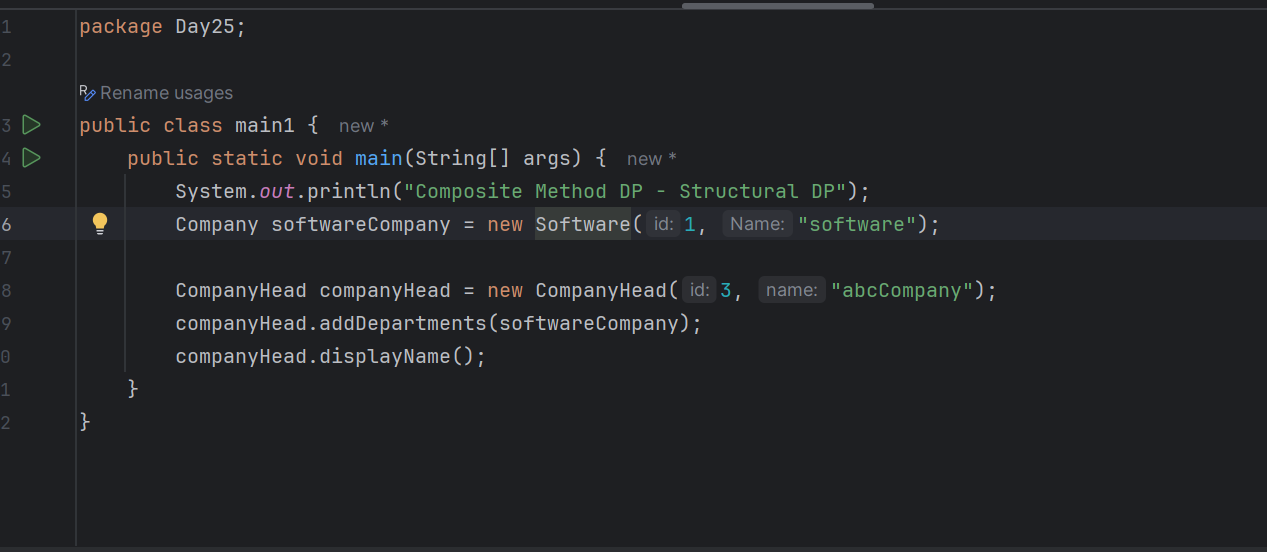 1 package Day25;
2
Rename usages
3 public class main1 { new *
4 public static void main(String[] args) { new *
5 System.out.println("Composite Method DP - Structural DP");
6 Company softwareCompany = new Software( id: 1, Name: "software");
7
8 CompanyHead companyHead = new CompanyHead( id: 3, name: "abcCompany");
9 companyHead.addDepartments(softwareCompany);
0 companyHead.displayName();
1 }
2 }